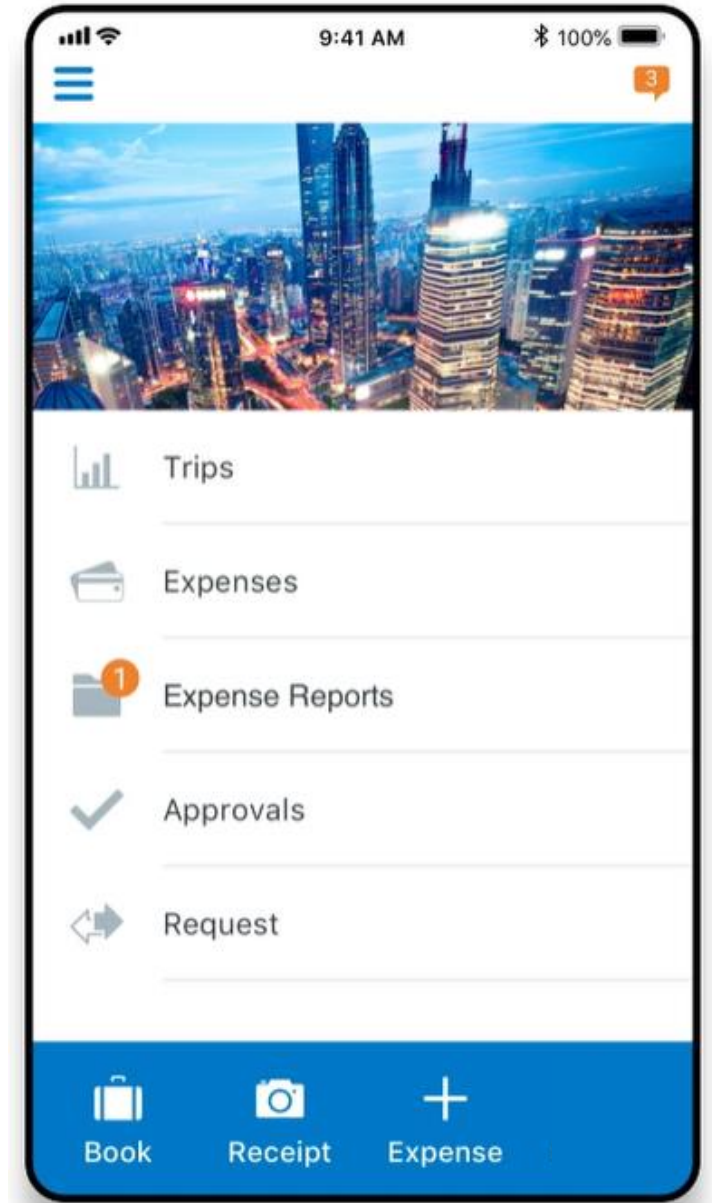 9:41 AM 100%
3
Trips
Expenses
1
Expense Reports
Approvals
Request
Book Receipt Expense